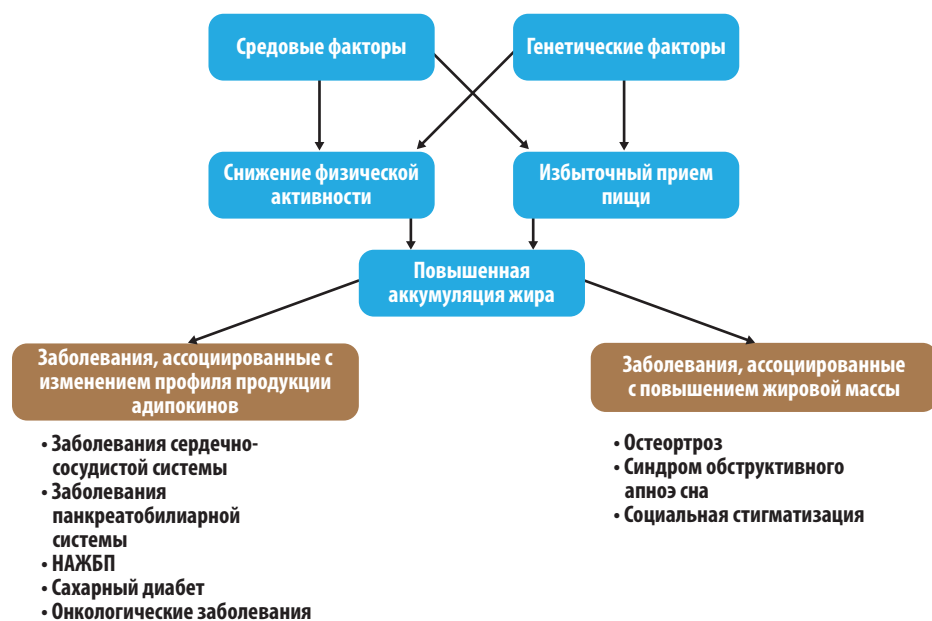 Средовые факторы
Генетические факторы
Снижение физической
активности
Избыточный прием
пищи
Повышенная
аккумуляция жира
Заболевания, ассоциированные с
изменением профиля продукции
адипокинов
Заболевания, ассоциированные
с повышением жировой массы
• Заболевания сердечно-
сосудистой системы
• Заболевания
панкреатобилиарной
системы
• НАЖБП
• Сахарный диабет
• Онкологические заболевания
• Остеортроз
• Синдром обструктивного
апноэ сна
• Социальная стигматизация